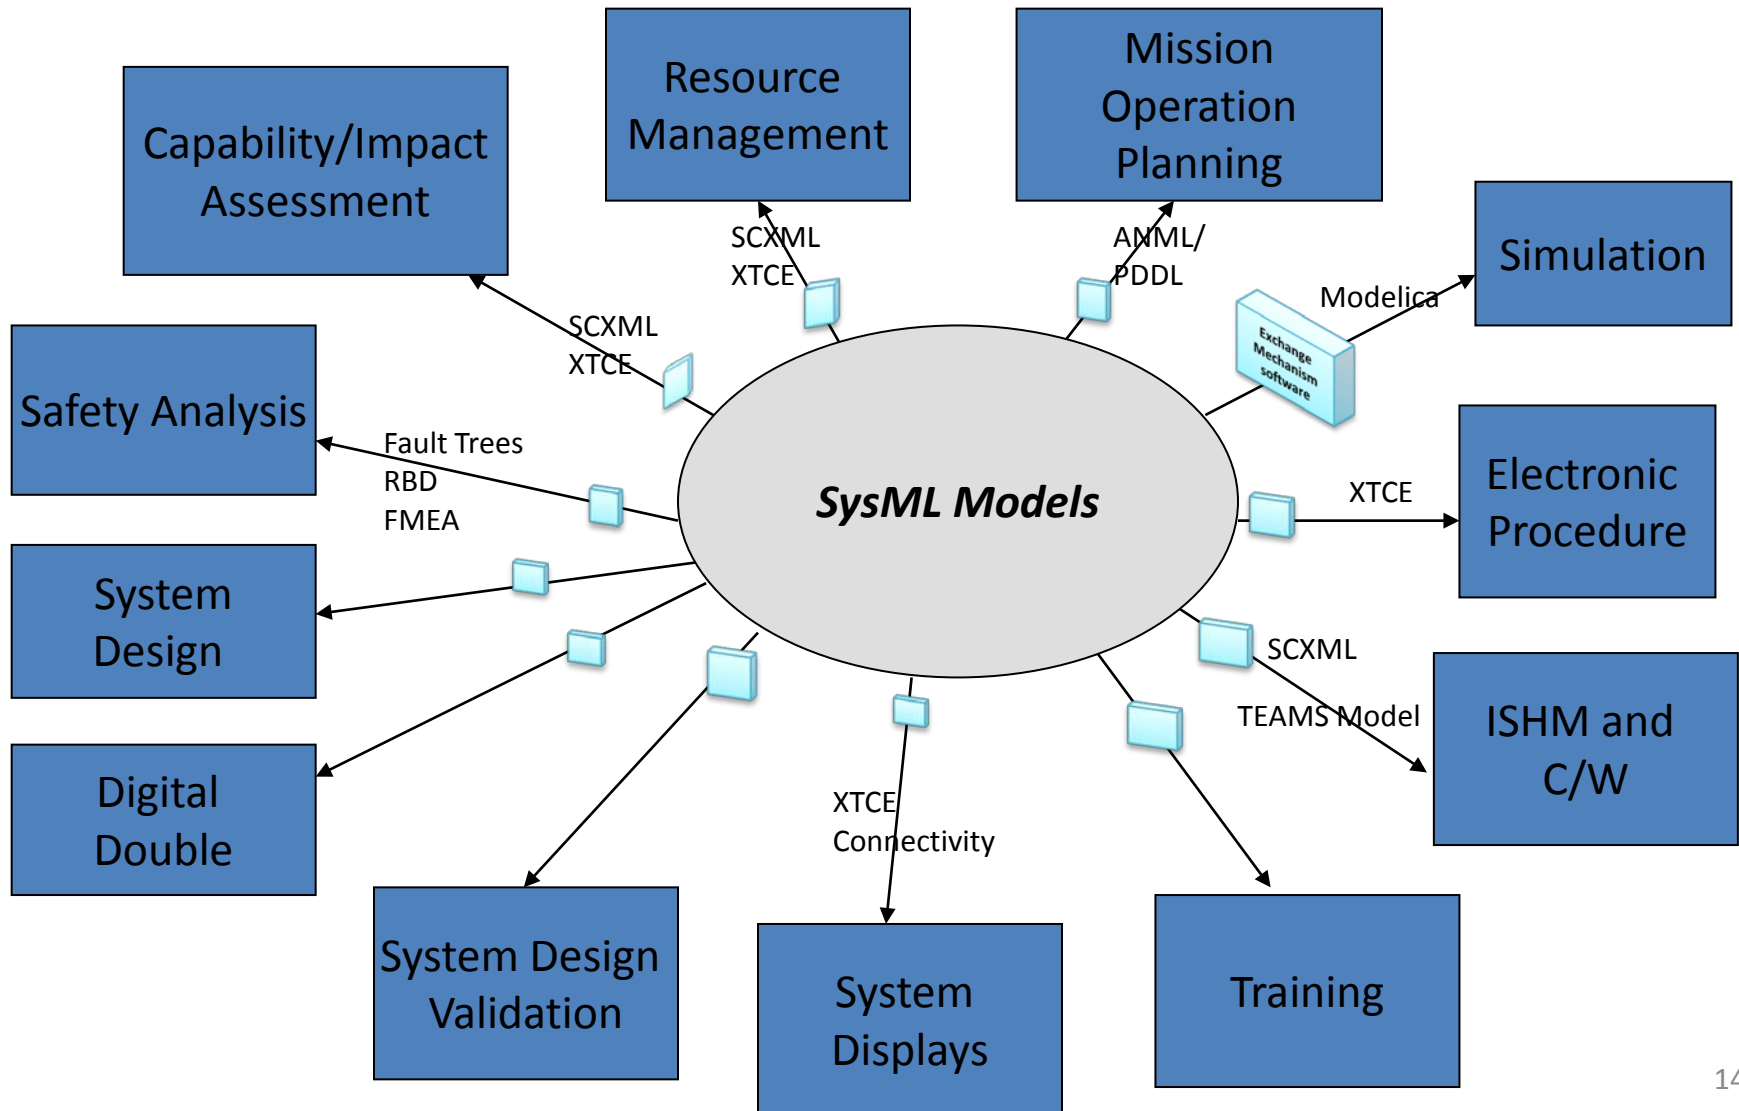 Resource
Management
Mission
Operation
Planning
Capability/Impact
Assessment
Simulation
SCXML
XTCE
ANML/
PDDL
Modelica
SCXML
XTCE
Exchange
Mechanism
software
Safety Analysis
Fault Trees
RBD
FMEA
SysML Models
XTCE
Electronic
Procedure
System
Design
SCXML
TEAMS Model
ISHM and
C/W
Digital
Double
XTCE
Connectivity
System Design
Validation
System
Displays
Training
14